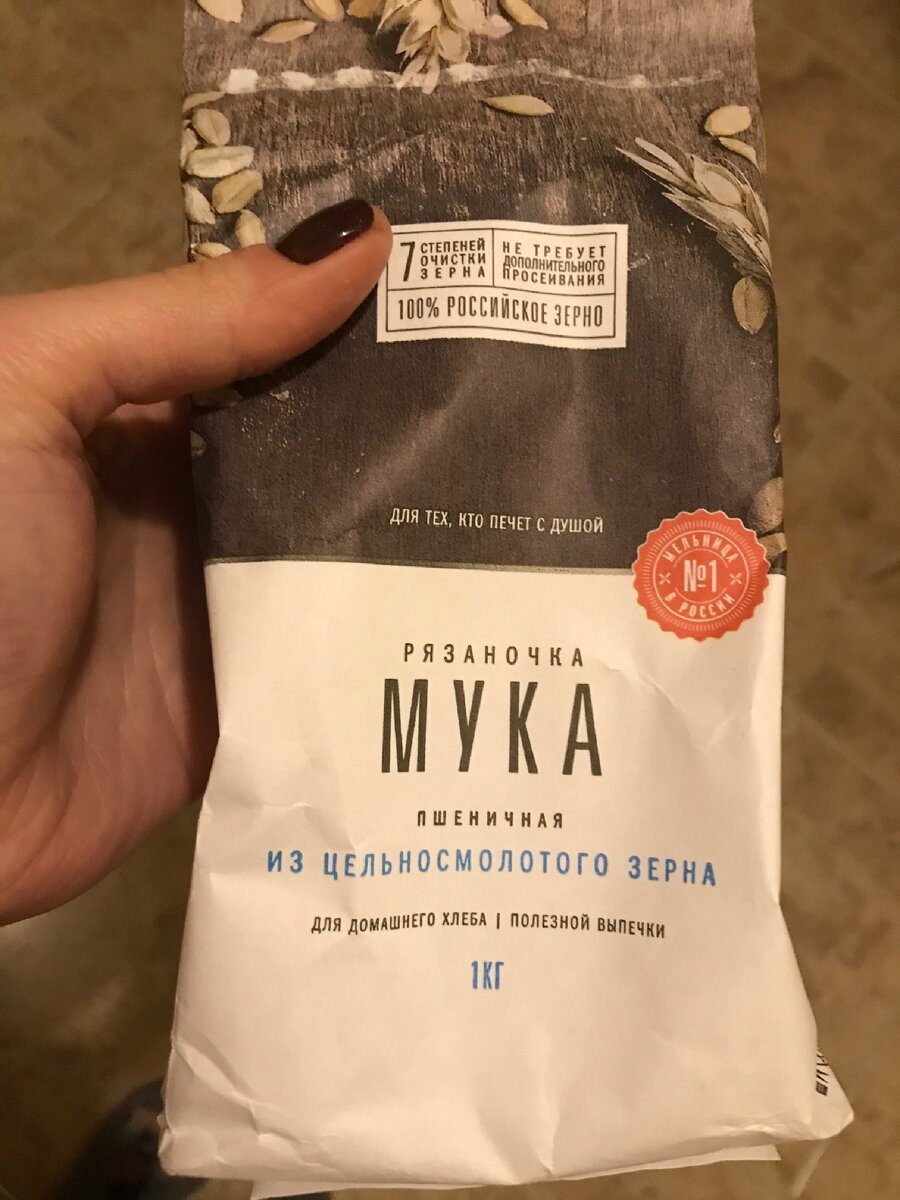 7 СТЕПЕНЕЙ
ОЧИСТКИ
ЗЕРНА
НЕ ТРЕБУЕТ
ДОПОЛНИТЕЛЬНОГО
ПРОСЕИВАНИЯ
100% РОССИЙСКОЕ ЗЕРНО
ДЛЯ ТЕХ, КТО ПЕЧЕТ С ДУШОЙ
МЕЛЬНИЦА
№1
В РОССИИ
РЯЗАНОЧКА
МУКА
ПШЕНИЧНАЯ
ИЗ ЦЕЛЬНОСМОЛОТОГО ЗЕРНА
ДЛЯ ДОМАШНЕГО ХЛЕБА | ПОЛЕЗНОЙ ВЫПЕЧКИ
1КГ